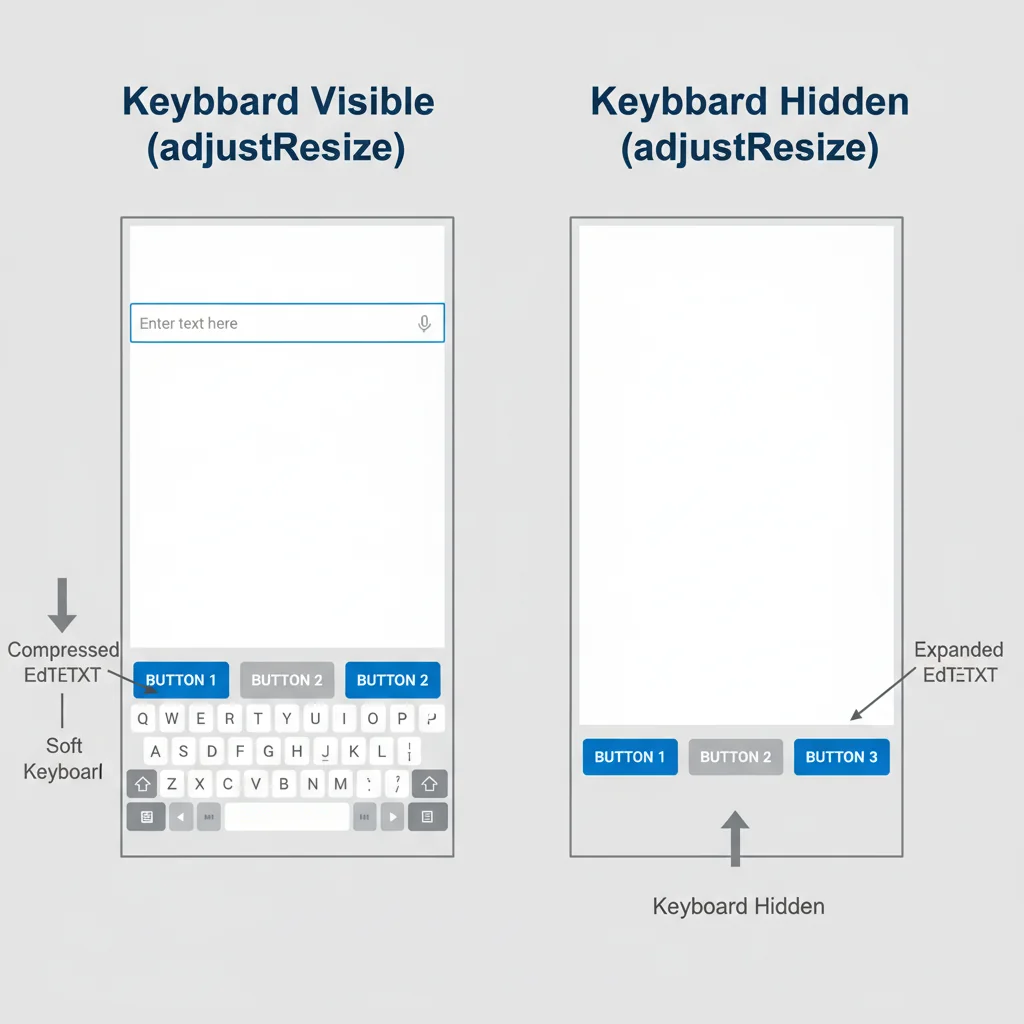 Keybbard Visible
(adjustResize)
Keybbard Hidden
(adjustResize)
Enter text here
Compressed
EdTETXT
Soft
Keyboarl
BUTTON 1
BUTTON 2
BUTTON 2
Q W E R T Y U I O P
A S D F G H J K L
Z X C V B N M
Expanded
EdTETXT
BUTTON 1
BUTTON 2
BUTTON 3
Keyboard Hidden